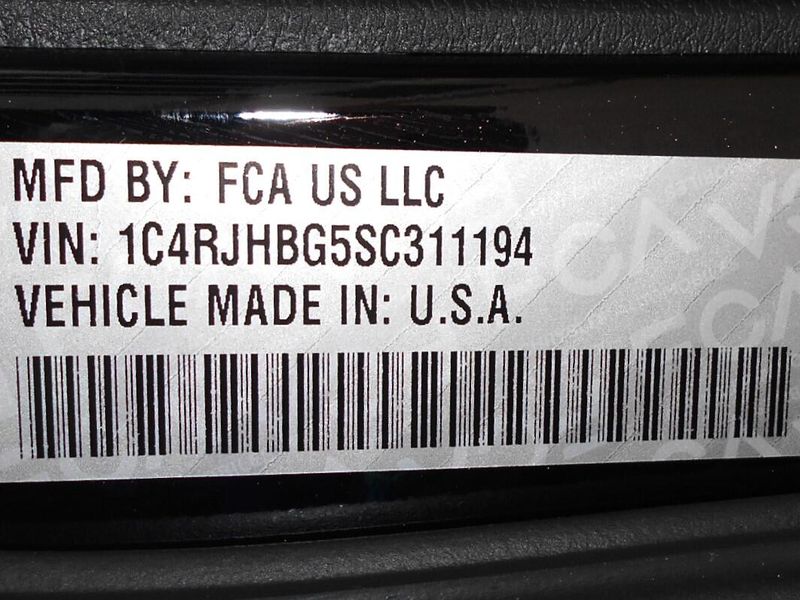 MFD BY: FCA US LLC
VIN: 1C4RJHBG5SC311194
VEHICLE MADE IN: U.S.A.